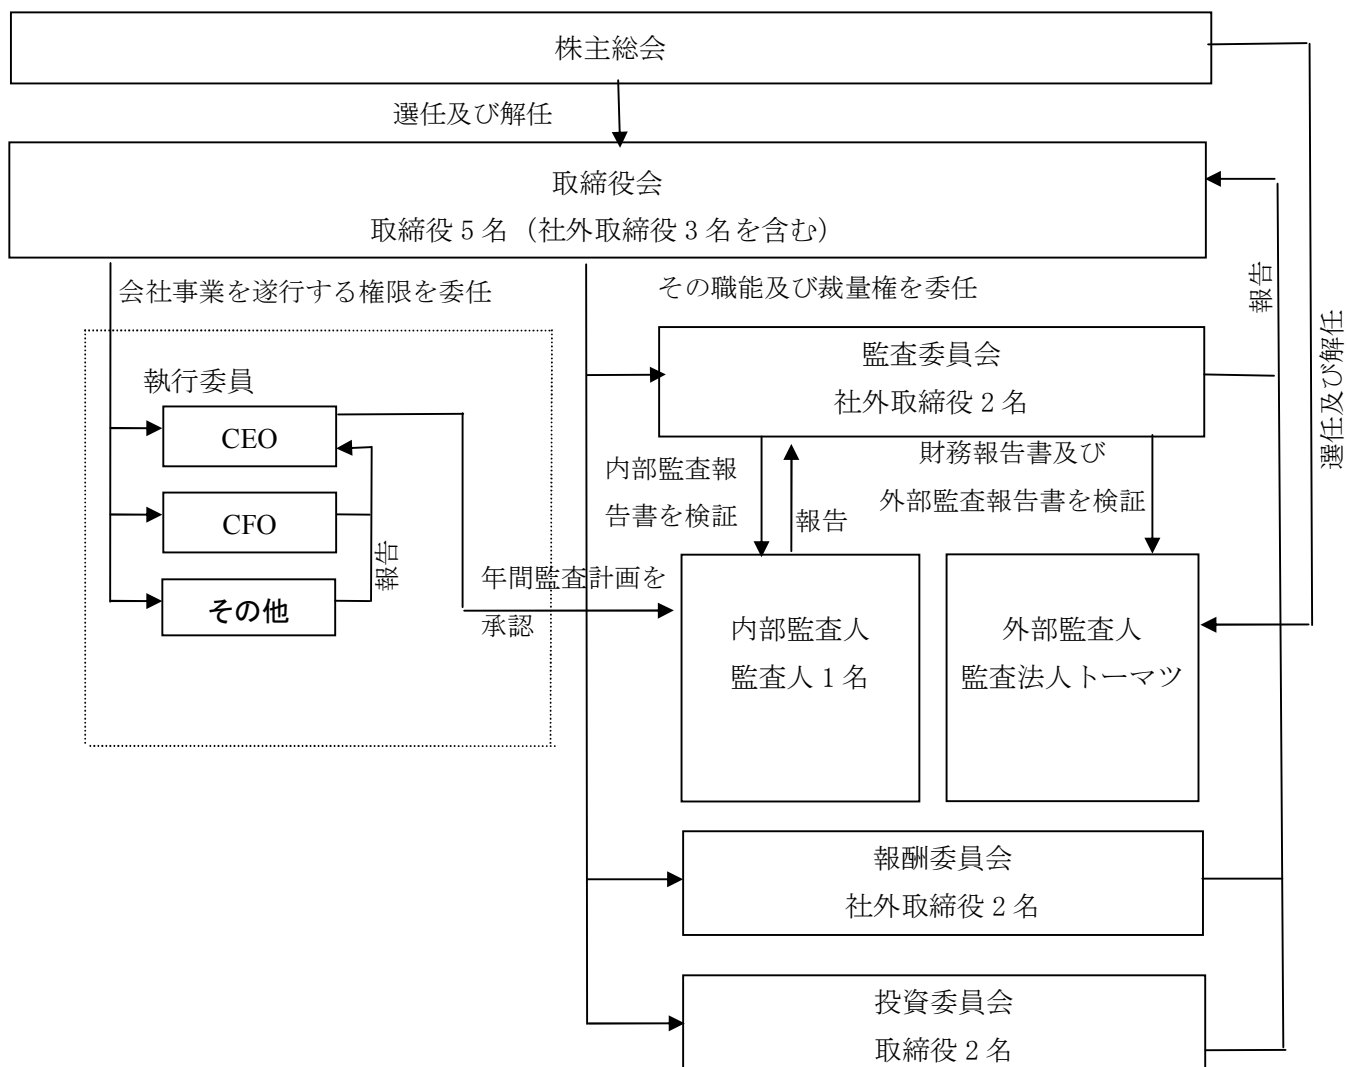 株主総会
選任及び解任
取締役会
取締役 5 名（社外取締役 3 名を含む）
会社事業を遂行する権限を委任
その職能及び裁量権を委任
報告
選任及び解任
監査委員会
社外取締役 2 名
執行委員
CEO
CFO
その他
報告
内部監査報
告書を検証
報告
財務報告書及び
外部監査報告書を検証
年間監査計画を
承認
内部監査人
監査人 1 名
外部監査人
監査法人トーマツ
報酬委員会
社外取締役 2 名
投資委員会
取締役 2 名